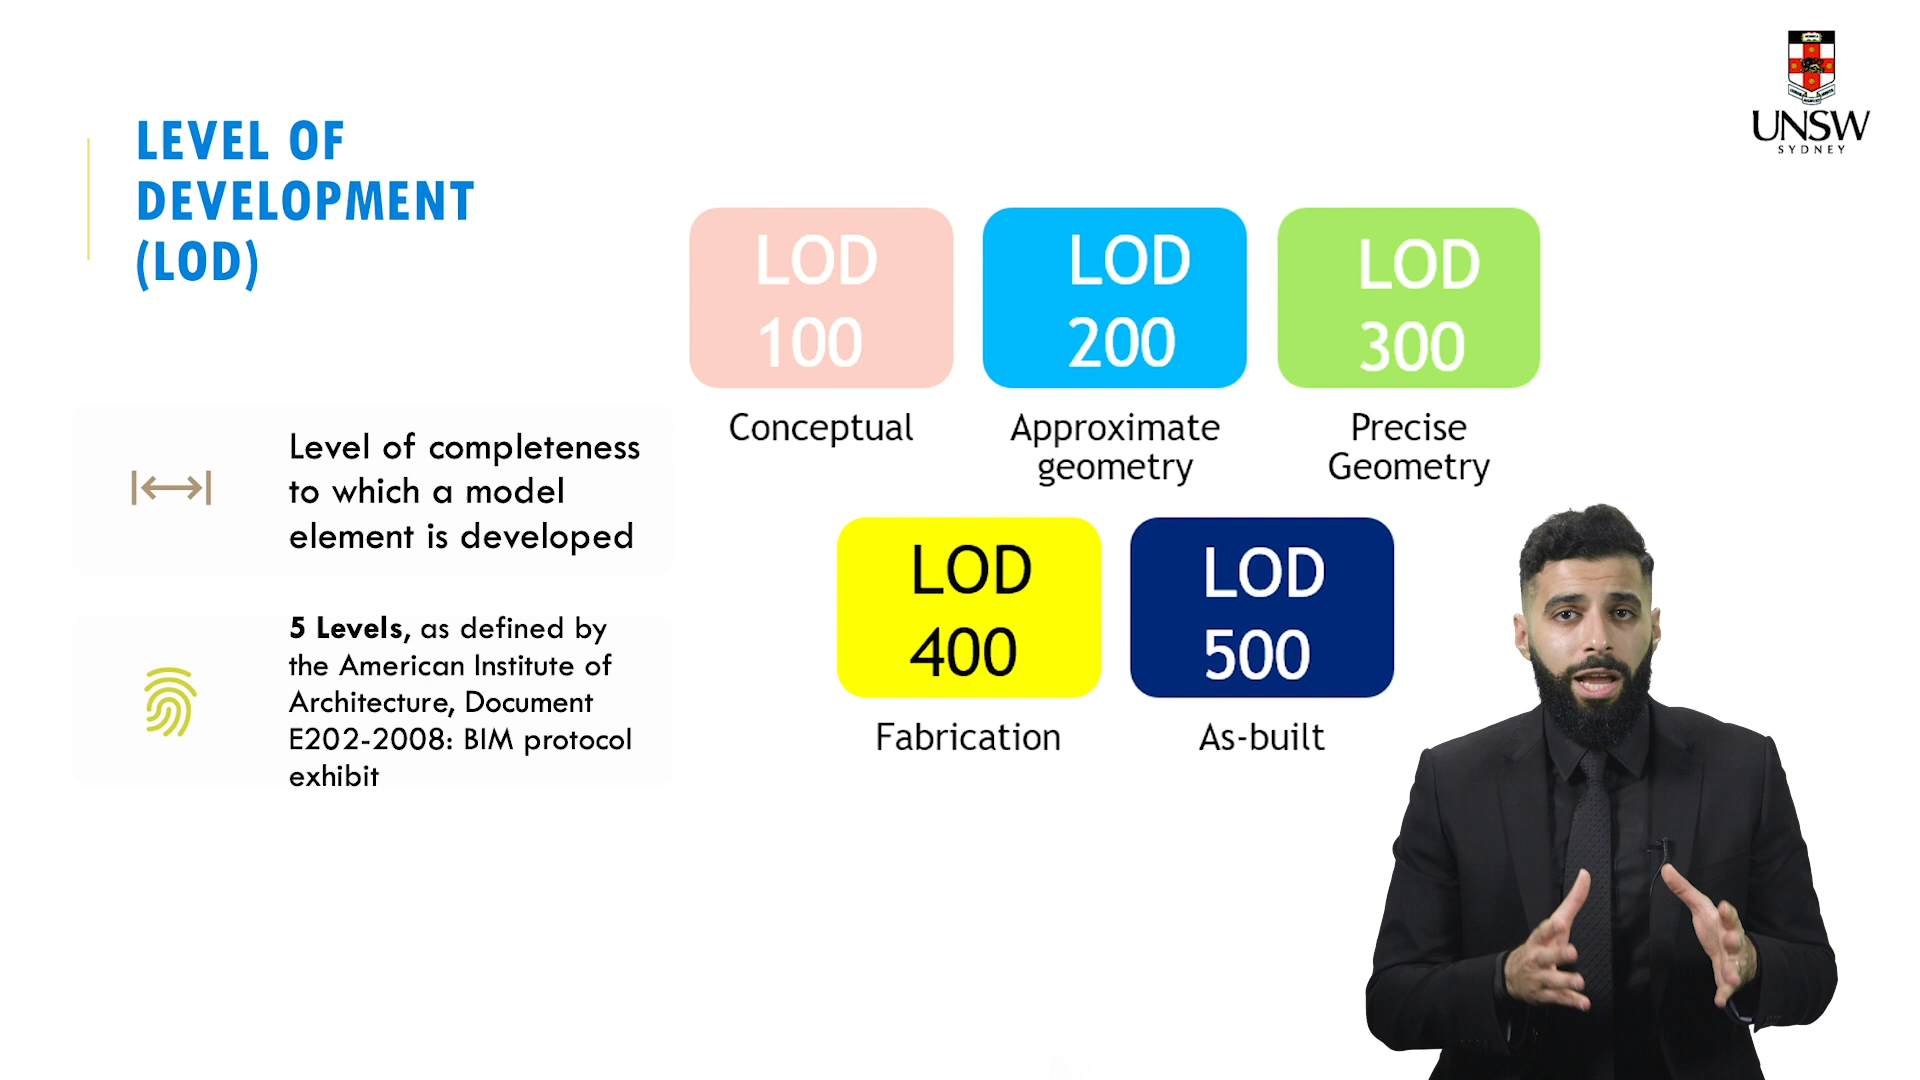 LEVEL OF
DEVELOPMENT
(LOD)
Level of completeness
to which a model
element is developed
5 Levels, as defined by
the American Institute of
Architecture, Document
E202-2008: BIM protocol
exhibit
LOD
100
Conceptual
LOD
200
Approximate
geometry
LOD
300
Precise
Geometry
LOD
400
Fabrication
LOD
500
As-built
UNSW
SYDNEY